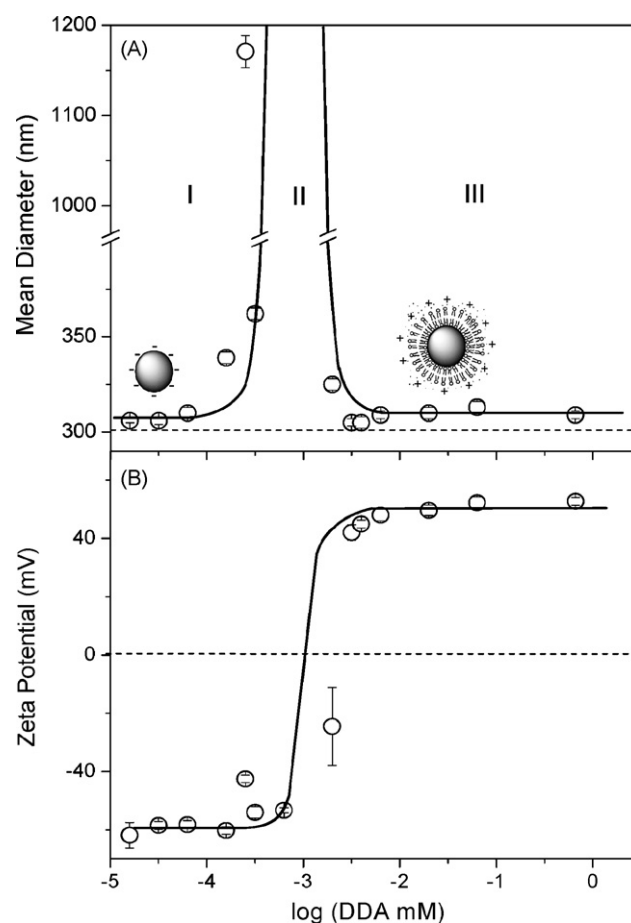 (A)
1200
1100
1000
350
300
Mean Diameter (nm)
I
II
III
(B)
40
0
-40
Zeta Potential (mV)
-5 -4 -3 -2 -1 0
log (DDA mM)